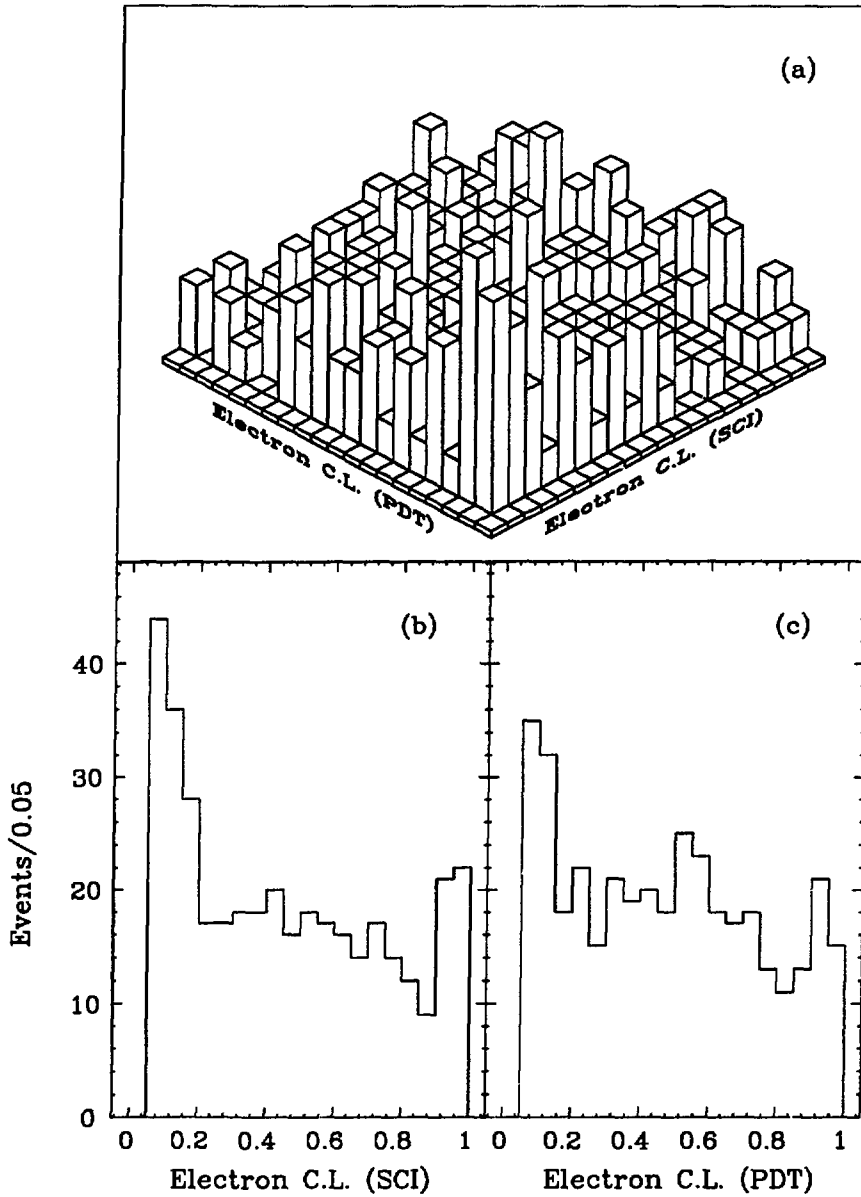 (a)
Electron C.L. (PDT)
Electron C.L. (SCI)
(b)
(c)
Events/0.05
40
30
20
10
0
0 0.2 0.4 0.6 0.8 1
0 0.2 0.4 0.6 0.8 1
Electron C.L. (SCI)
Electron C.L. (PDT)